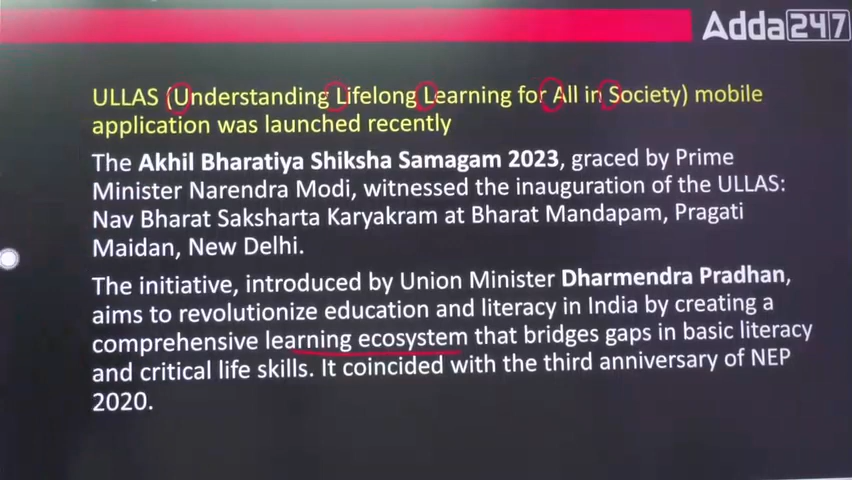 Adda247
ULLAS (Understanding Lifelong Learning for All in Society) mobile
application was launched recently
The Akhil Bharatiya Shiksha Samagam 2023, graced by Prime
Minister Narendra Modi, witnessed the inauguration of the ULLAS:
Nav Bharat Saksharta Karyakram at Bharat Mandapam, Pragati
Maidan, New Delhi.
The initiative, introduced by Union Minister Dharmendra Pradhan,
aims to revolutionize education and literacy in India by creating a
comprehensive learning ecosystem that bridges gaps in basic literacy
and critical life skills. It coincided with the third anniversary of NEP
2020.